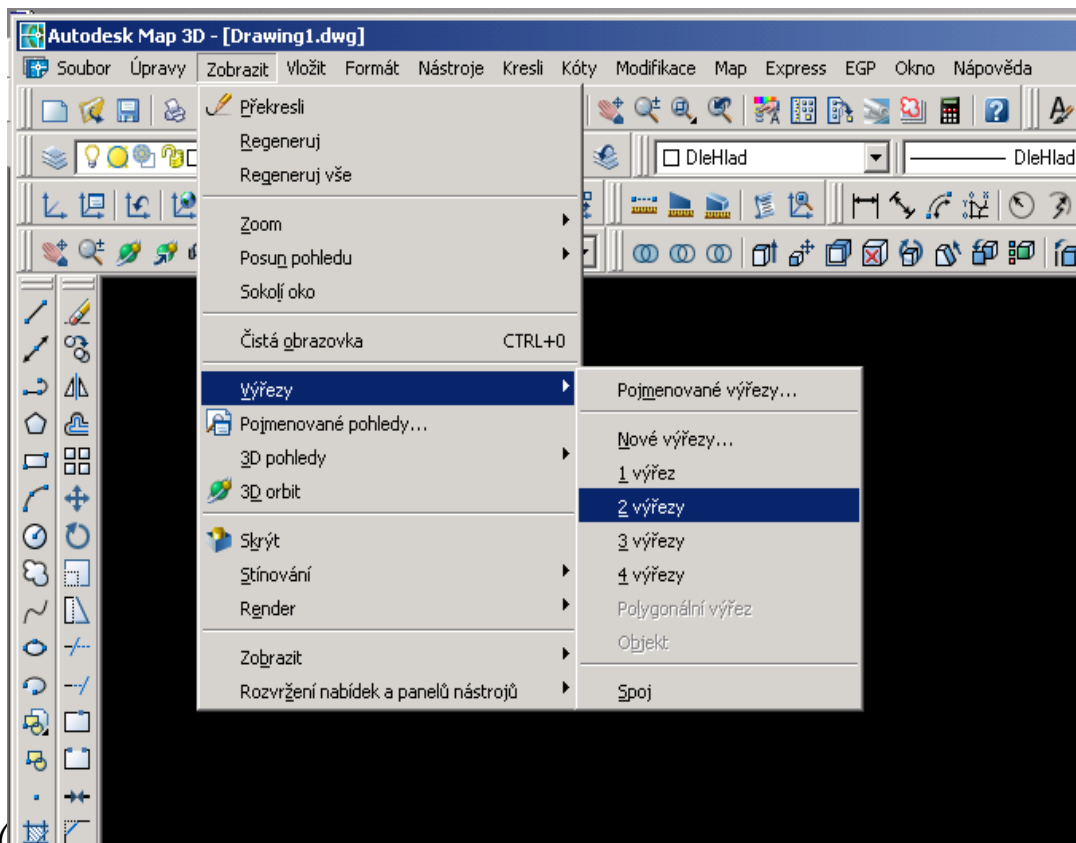 Autodesk Map 3D - [Drawing1.dwg]
Soubor Úpravy Zobrazit Vložit Formát Nástroje Kresli Kóty Modifikace Map Express EGP Okno Nápověda
Překresli
Regeneruj
Regeneruj vše
Zoom
Posun pohledu
Sokolí oko
Čistá obrazovka CTRL+0
Výřezy
Pojmenované pohledy...
3D pohledy
3D orbit
Skrýt
Stínování
Render
Zobrazit
Rozvržení nabídek a panelů nástrojů
Pojmenované výřezy...
Nové výřezy...
1 výřez
2 výřezy
3 výřezy
4 výřezy
Polygonální výřez
Objekt
Spoj
DleHlad
DleHlad